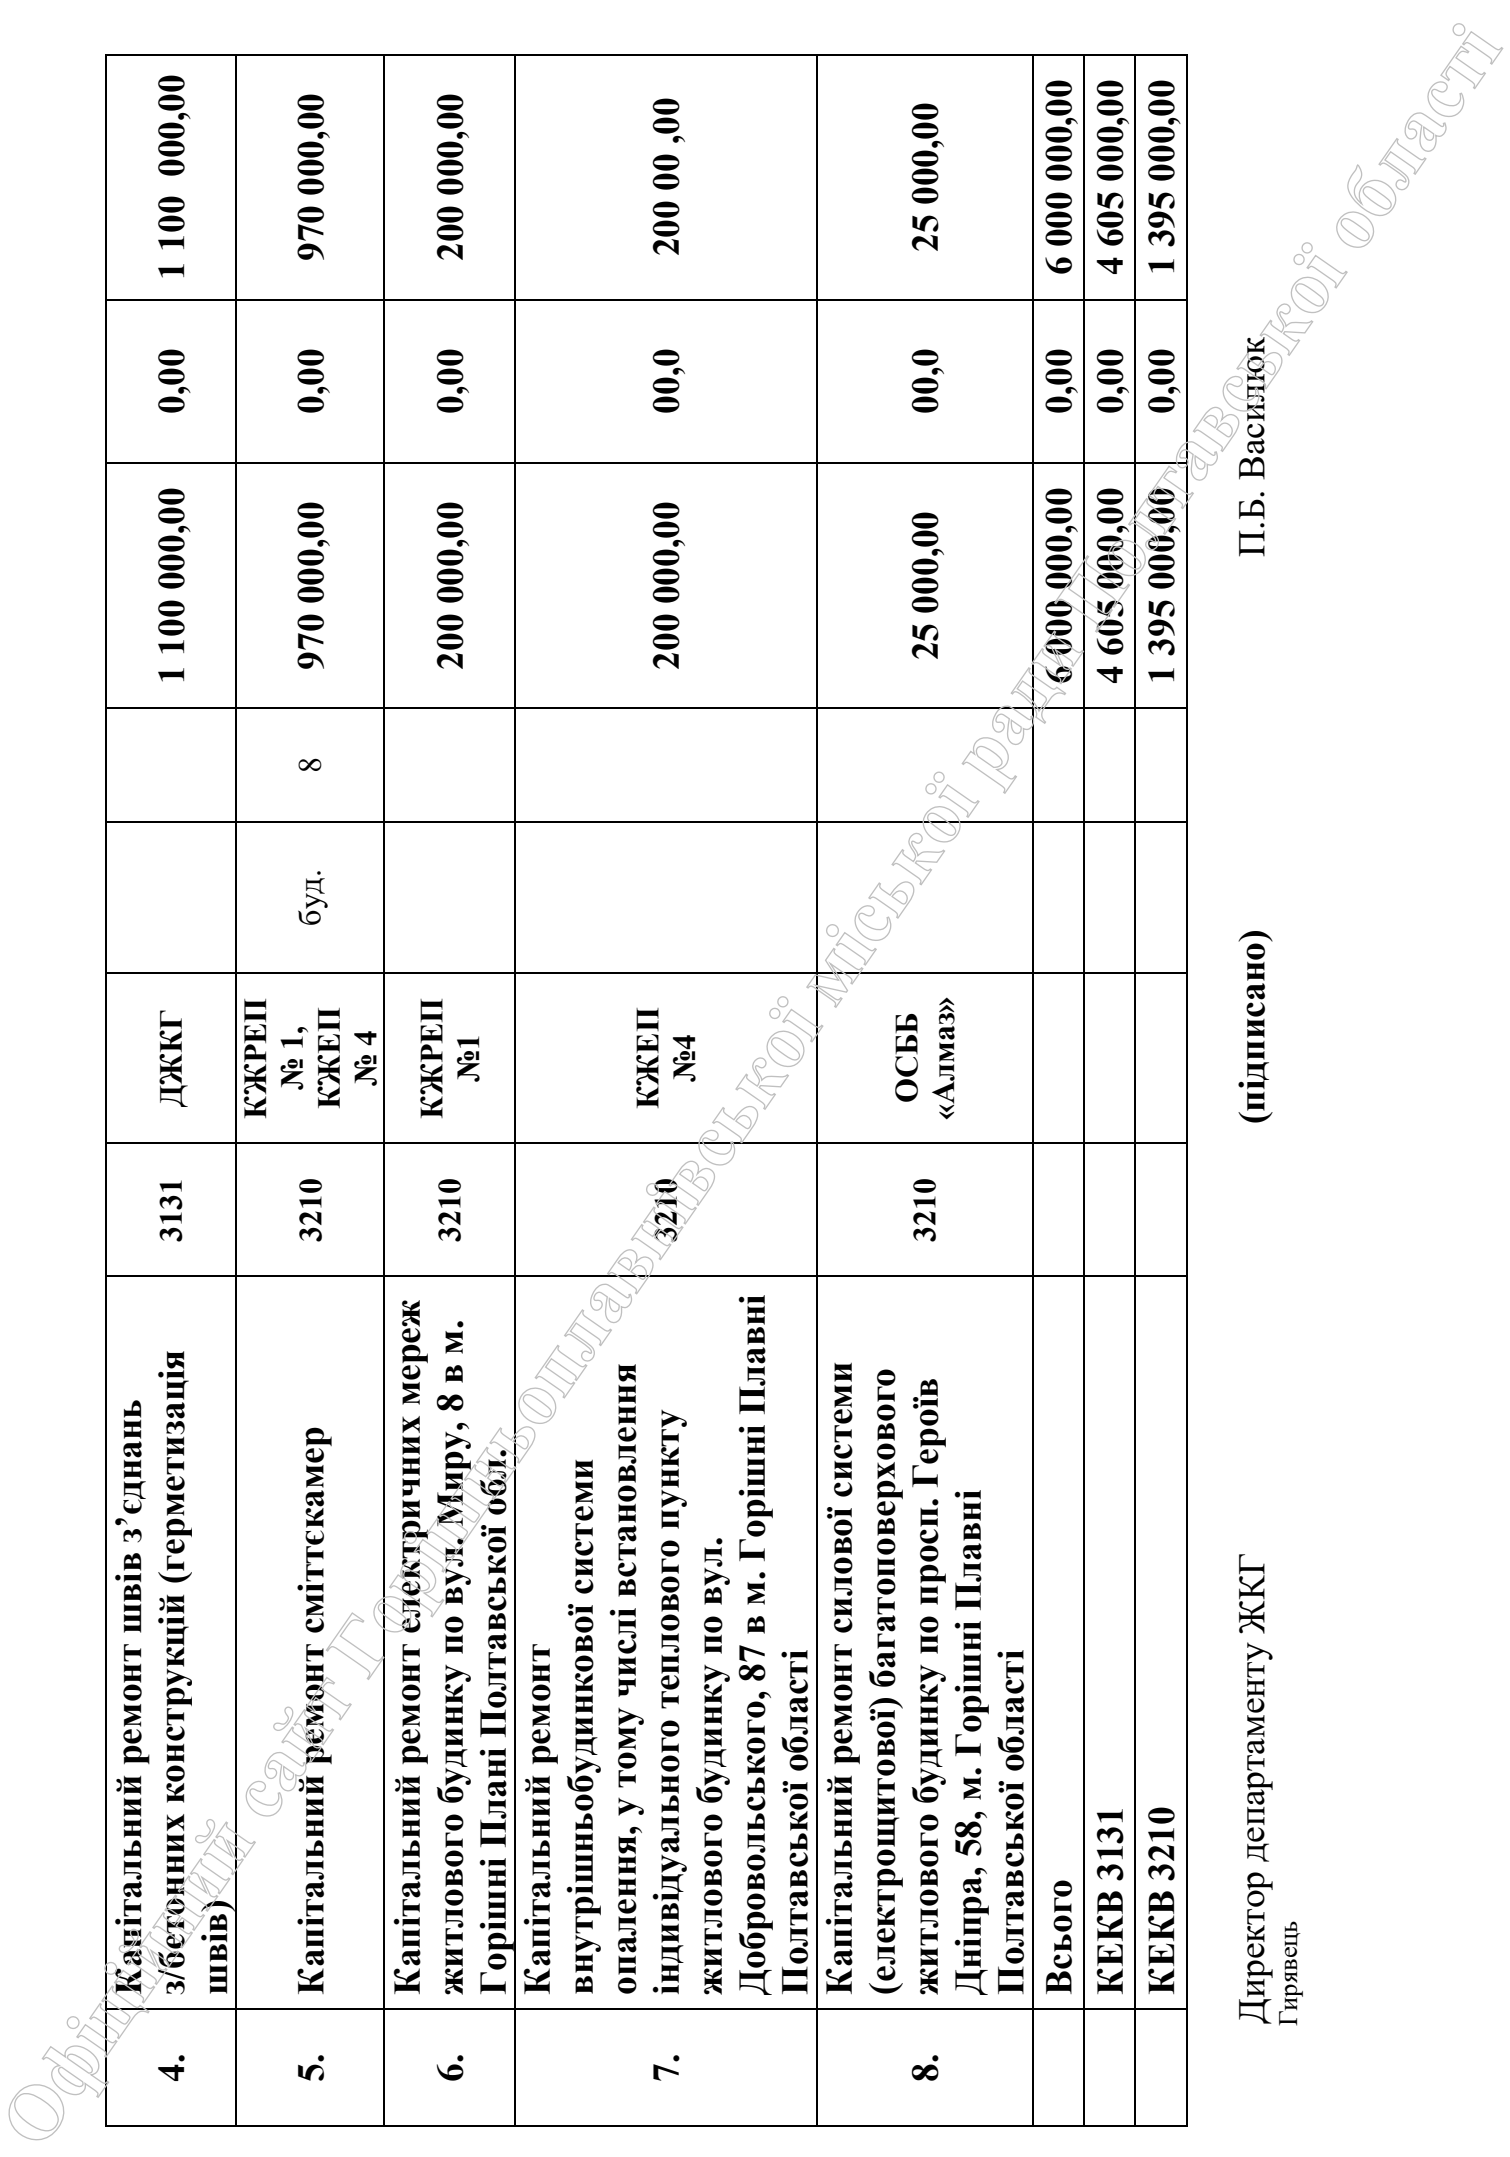 4.
Капітальний ремонт швів з’єднань
з/бетонних конструкцій (герметизація
швів)
3131
ДЖКГ
1 100 000,00
0,00
1 100 000,00
5.
Капітальний ремонт сміттєкамер
3210
КЖРЕП
№ 1,
КЖЕП
№ 4
буд.
8
970 000,00
0,00
970 000,00
6.
Капітальний ремонт електричних мереж
житлового будинку по вул. Миру, 8 в м.
Горішні Плані Полтавської обл.
3210
КЖРЕП
№1
200 000,00
0,00
200 000,00
7.
Капітальний ремонт
внутрішньобудинкової системи
опалення, у тому числі встановлення
індивідуального теплового пункту
житлового будинку по вул.
Добровольського, 87 в м. Горішні Плавні
Полтавської області
3210
КЖЕП
№4
200 000,00
00,0
200 00 ,00
8.
Капітальний ремонт силової системи
(електрощитової) багатоповерхового
житлового будинку по просп. Героїв
Дніпра, 58, м. Горішні Плавні
Полтавської області
3210
ОСББ
«Алмаз»
25 000,00
00,0
25 000,00
Всього
6 000 000,00
0,00
6 000 000,00
КЕКВ 3131
4 605 000,00
0,00
4 605 000,00
КЕКВ 3210
1 395 000,00
0,00
1 395 000,00
Директор департаменту ЖКГ (підписано) П.Б. Василюк
Гирявець
Офіційний сайт Горішньоплавнівської міської ради Полтавської області